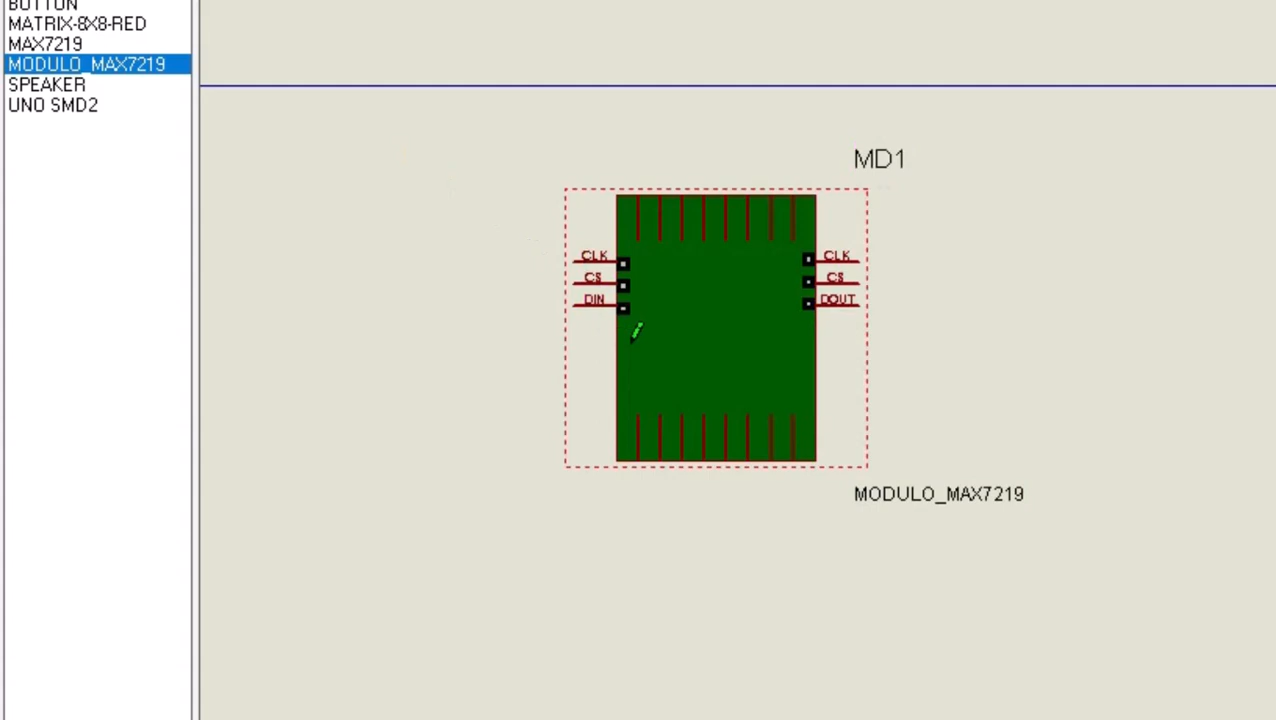 BUTTON
MATRIX-8X8-RED
MAX7219
MODULO_MAX7219
SPEAKER
UNO SMD2
MD1
CLK
CS
DIN
CLK
CS
DOUT
MODULO_MAX7219